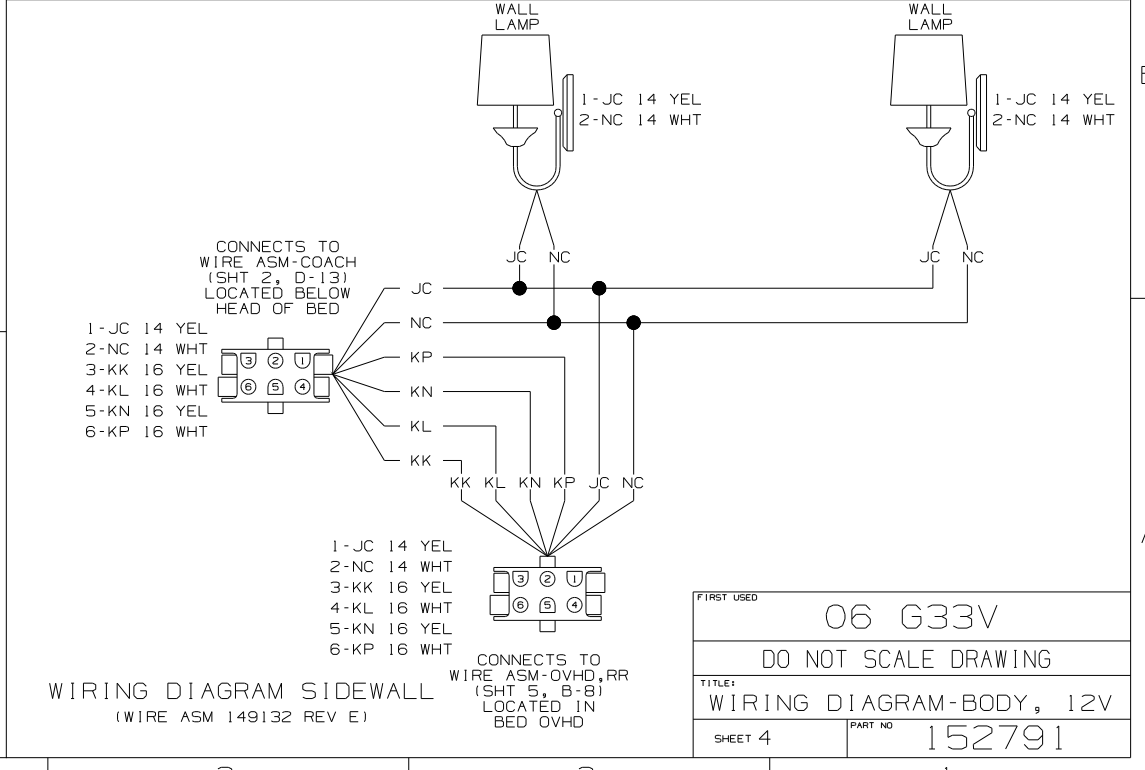 WALL
LAMP
1-JC 14 YEL
2-NC 14 WHT
WALL
LAMP
1-JC 14 YEL
2-NC 14 WHT
JC NC
JC NC
CONNECTS TO
WIRE ASM-COACH
(SHT 2, D-13)
LOCATED BELOW
HEAD OF BED
1-JC 14 YEL
2-NC 14 WHT
3-KK 16 YEL
4-KL 16 WHT
5-KN 16 YEL
6-KP 16 WHT
3 2 1
6 5 4
JC
NC
KP
KN
KL
KK
KK KL KN KP JC NC
1-JC 14 YEL
2-NC 14 WHT
3-KK 16 YEL
4-KL 16 WHT
5-KN 16 YEL
6-KP 16 WHT
3 2 1
6 5 4
CONNECTS TO
WIRE ASM-OVHD,RR
(SHT 5, B-8)
LOCATED IN
BED OVHD
WIRING DIAGRAM SIDEWALL
(WIRE ASM 149132 REV E)
FIRST USED
06 G33V
DO NOT SCALE DRAWING
TITLE:
WIRING DIAGRAM-BODY, 12V
SHEET 4
PART NO
152791